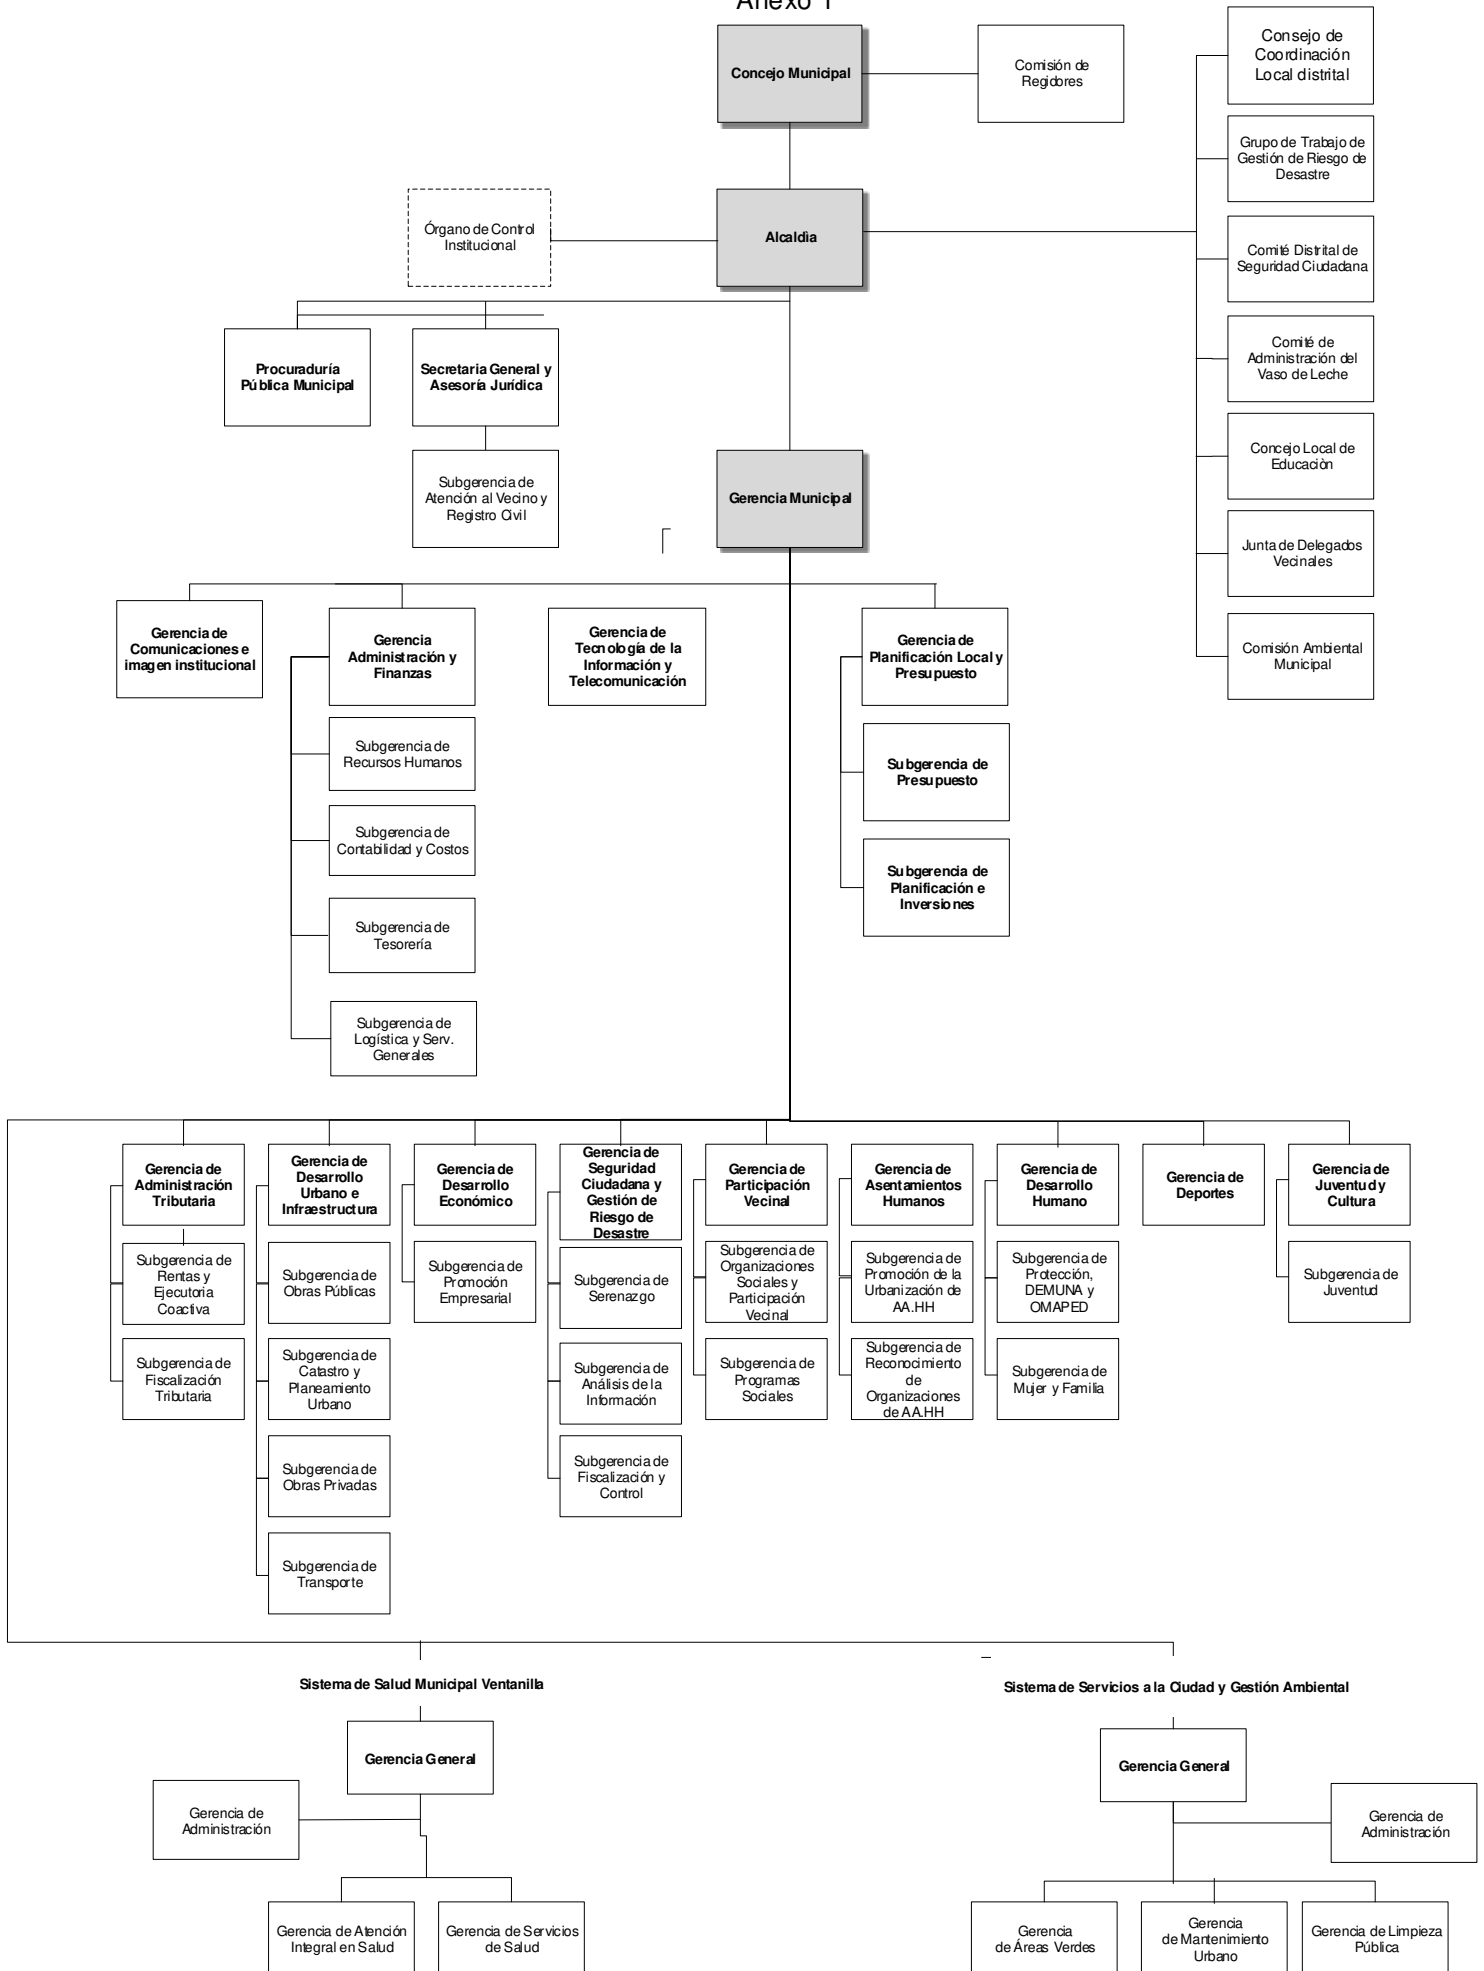 Anexo 1
Concejo Municipal
Comisión de
Regidores
Consejo de
Coordinación
Local distrital
Grupo de Trabajo de
Gestión de Riesgo de
Desastre
Órgano de Control
Institucional
Alcaldìa
Comité Distrital de
Seguridad Ciudadana
Procuraduría
Pública Municipal
Secretaria General y
Asesoría Jurídica
Comité de
Administración del
Vaso de Leche
Subgerencia de
Atención al Vecino y
Registro Civil
Gerencia Municipal
Concejo Local de
Educaciòn
Junta de Delegados
Vecinales
Comisión Ambiental
Municipal
Gerencia de
Comunicaciones e
imagen institucional
Gerencia
Administración y
Finanzas
Gerencia de
Tecnología de la
Información y
Telecomunicación
Gerencia de
Planificación Local y
Presupuesto
Subgerencia de
Recursos Humanos
Subgerencia de
Contabilidad y Costos
Subgerencia de
Tesorería
Subgerencia de
Logística y Serv.
Generales
Subgerencia de
Presupuesto
Subgerencia de
Planificación e
Inversiones
Gerencia de
Administración
Tributaria
Gerencia de
Desarrollo
Urbano e
Infraestructura
Gerencia de
Desarrollo
Económico
Gerencia de
Seguridad
Ciudadana y
Gestión de
Riesgo de
Desastre
Gerencia de
Participación
Vecinal
Gerencia de
Asentamientos
Humanos
Gerencia de
Desarrollo
Humano
Gerencia de
Deportes
Gerencia de
Juventud y
Cultura
Subgerencia de
Rentas y
Ejecutoria
Coactiva
Subgerencia de
Obras Públicas
Subgerencia de
Promoción
Empresarial
Subgerencia de
Serenazgo
Subgerencia de
Organizaciones
Sociales y
Participación
Vecinal
Subgerencia de
Promoción de la
Urbanización de
AA.HH
Subgerencia de
Protección,
DEMUNA y
OMAPED
Subgerencia de
Juventud
Subgerencia de
Fiscalización
Tributaria
Subgerencia de
Catastro y
Planeamiento
Urbano
Subgerencia de
Análisis de la
Información
Subgerencia de
Programas
Sociales
Subgerencia de
Reconocimiento
de
Organizaciones
de AA.HH
Subgerencia de
Mujer y Familia
Subgerencia de
Obras Privadas
Subgerencia de
Fiscalización y
Control
Subgerencia de
Transporte
Sistema de Salud Municipal Ventanilla
Sistema de Servicios a la Ciudad y Gestión Ambiental
Gerencia General
Gerencia General
Gerencia de
Administración
Gerencia de
Administración
Gerencia de Atención
Integral en Salud
Gerencia de Servicios
de Salud
Gerencia
de Áreas Verdes
Gerencia
de Mantenimiento
Urbano
Gerencia de Limpieza
Pública